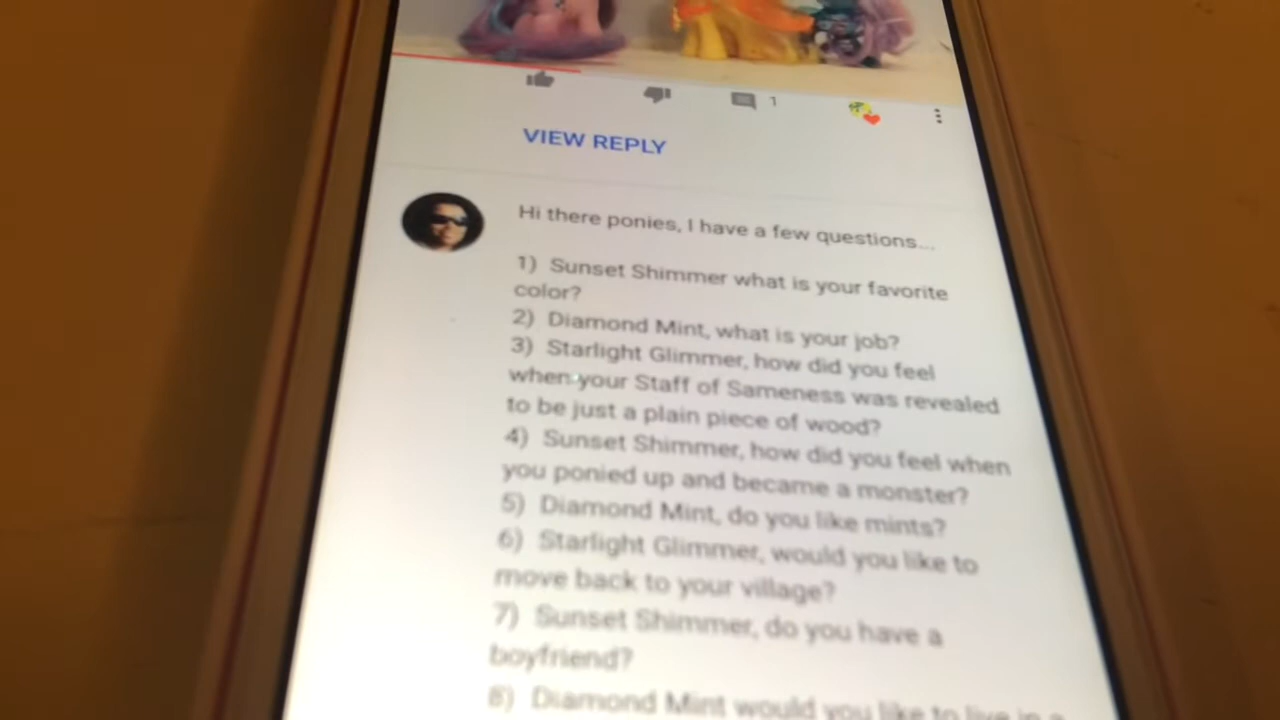 1
VIEW REPLY
Hi there ponies, I have a few questions...
1) Sunset Shimmer what is your favorite
color?
2) Diamond Mint, what is your job?
3) Starlight Glimmer, how did you feel
when your Staff of Sameness was revealed
to be just a plain piece of wood?
4) Sunset Shimmer, how did you feel when
you ponied up and became a monster?
5) Diamond Mint, do you like mints?
6) Starlight Glimmer, would you like to
move back to your village?
7) Sunset Shimmer, do you have a
boyfriend?
8) Diamond Mint would you like to live in a